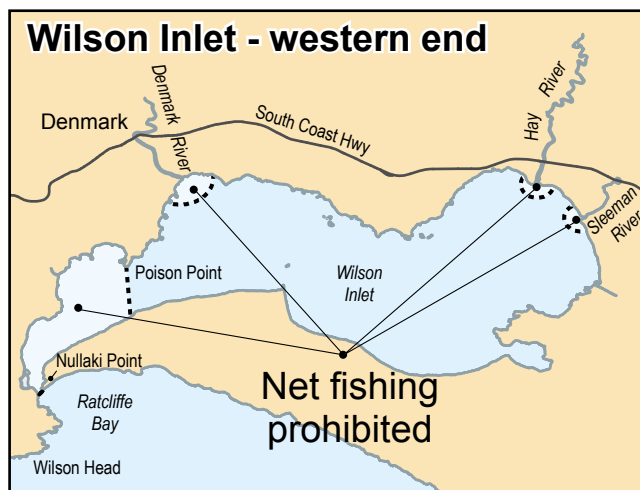 Wilson Inlet - western end
Denmark
Denmark
River
South Coast Hwy
Hay
River
Sleeman
River
Poison Point
Wilson
Inlet
Nullaki Point
Ratcliffe
Bay
Wilson Head
Net fishing
prohibited